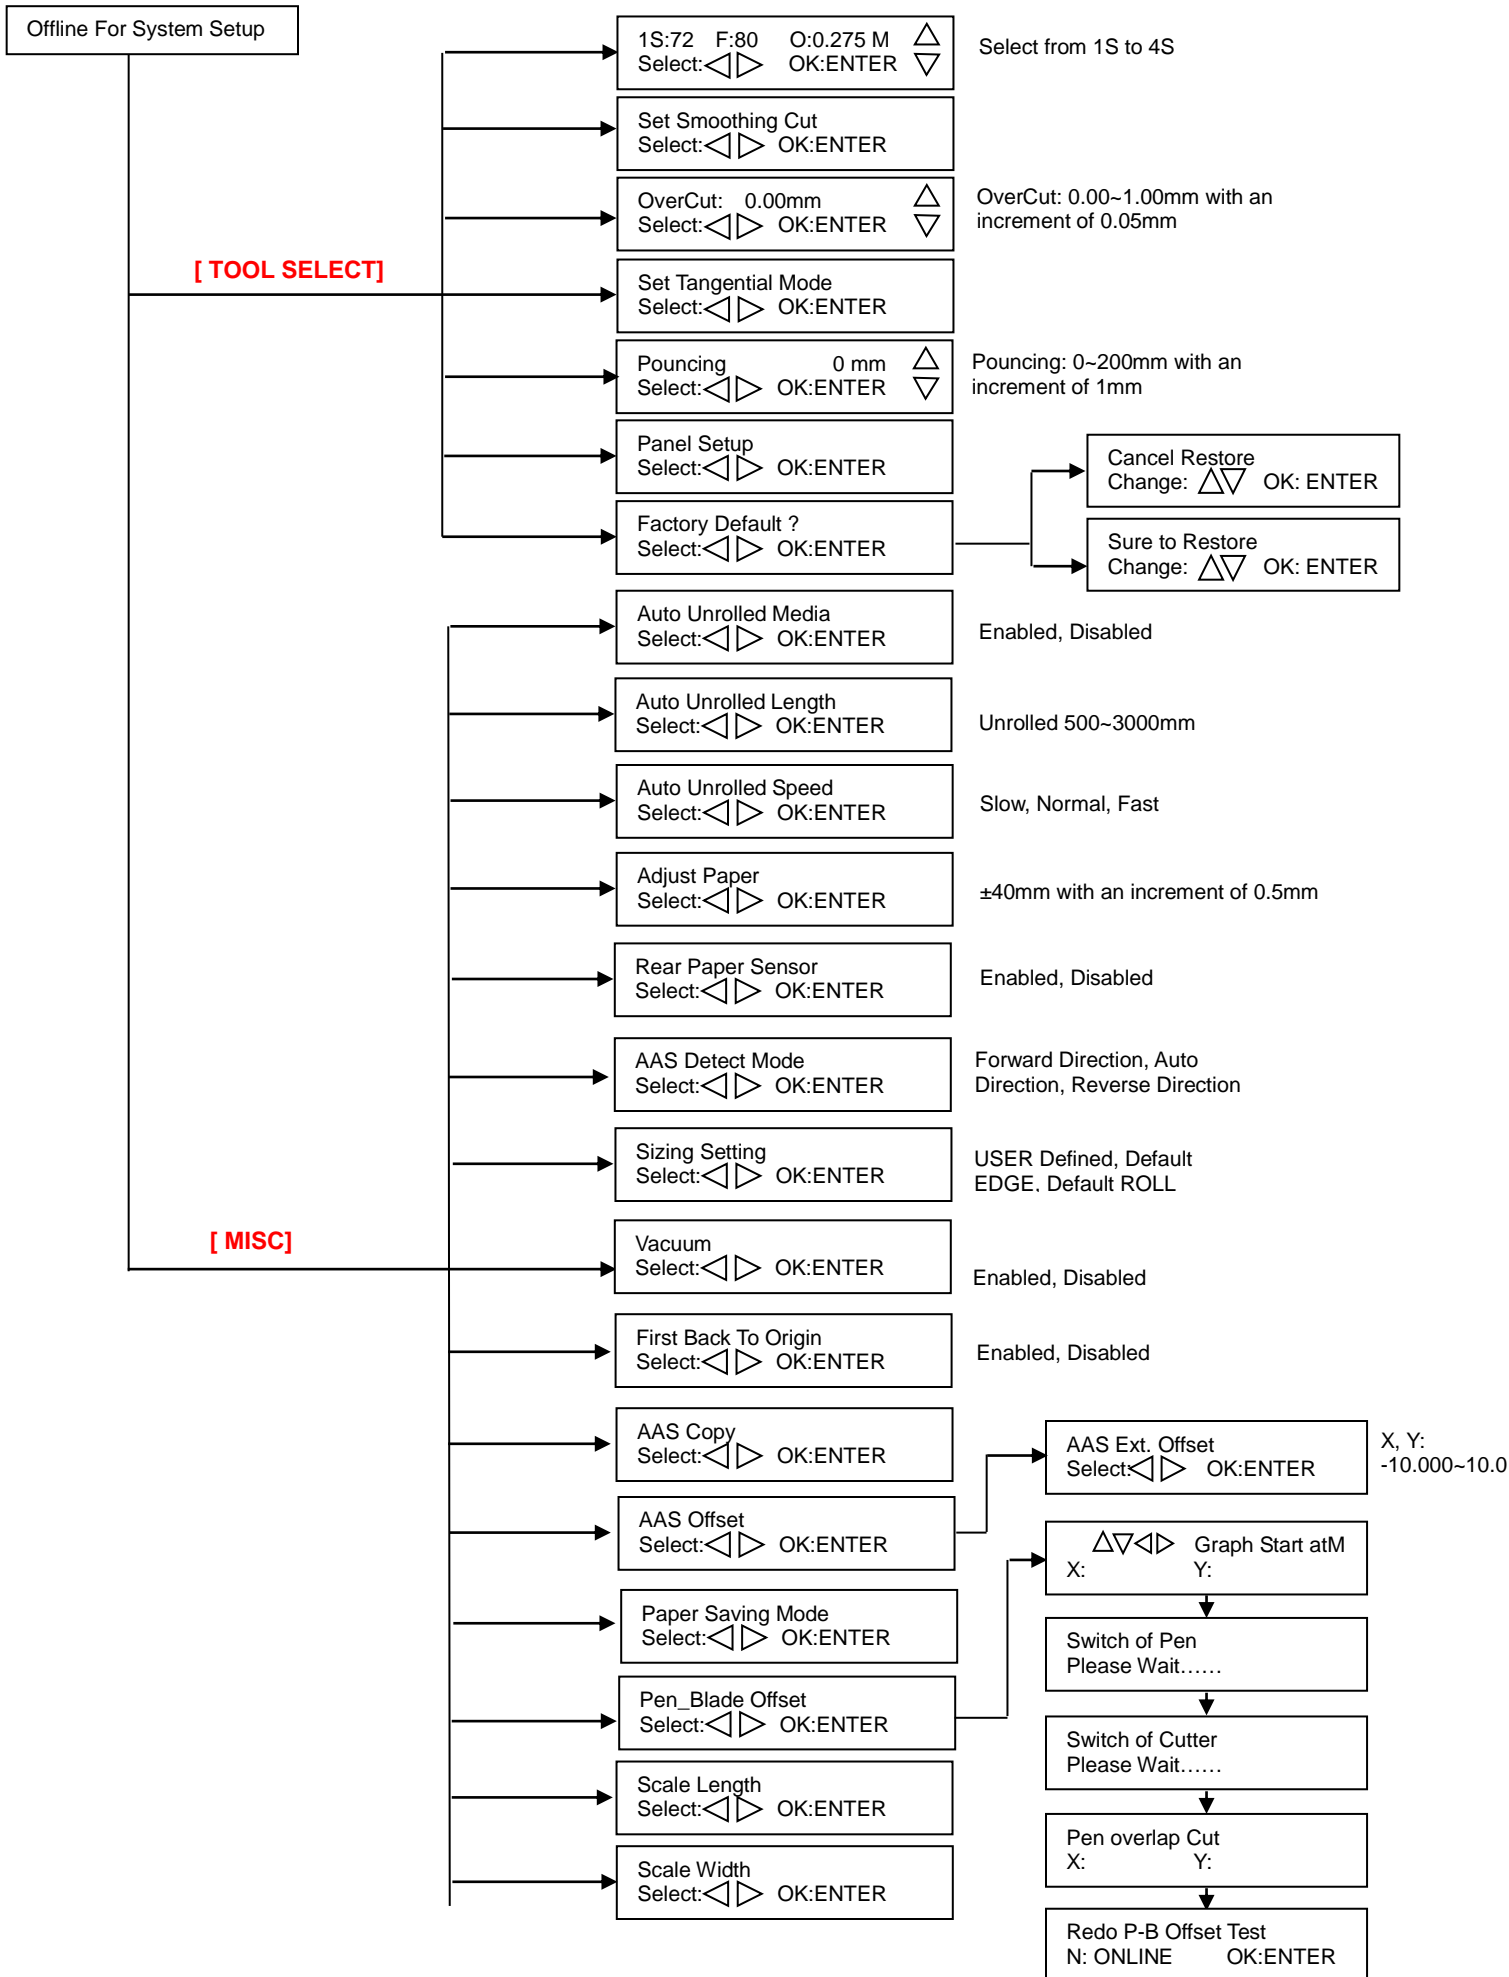 Offline For System Setup
1S:72 F:80 O:0.275 M
Select: OK:ENTER
Select from 1S to 4S
Set Smoothing Cut
Select: OK:ENTER
OverCut: 0.00mm
Select: OK:ENTER
OverCut: 0.00~1.00mm with an
increment of 0.05mm
[ TOOL SELECT]
Set Tangential Mode
Select: OK:ENTER
Pouncing 0 mm
Select: OK:ENTER
Pouncing: 0~200mm with an
increment of 1mm
Panel Setup
Select: OK:ENTER
Factory Default ?
Select: OK:ENTER
Cancel Restore
Change: OK: ENTER
Sure to Restore
Change: OK: ENTER
Auto Unrolled Media
Select: OK:ENTER
Enabled, Disabled
Auto Unrolled Length
Select: OK:ENTER
Unrolled 500~3000mm
Auto Unrolled Speed
Select: OK:ENTER
Slow, Normal, Fast
Adjust Paper
Select: OK:ENTER
±40mm with an increment of 0.5mm
Rear Paper Sensor
Select: OK:ENTER
Enabled, Disabled
AAS Detect Mode
Select: OK:ENTER
Forward Direction, Auto
Direction, Reverse Direction
Sizing Setting
Select: OK:ENTER
USER Defined, Default
EDGE, Default ROLL
[ MISC]
Vacuum
Select: OK:ENTER
Enabled, Disabled
First Back To Origin
Select: OK:ENTER
Enabled, Disabled
AAS Copy
Select: OK:ENTER
AAS Offset
Select: OK:ENTER
AAS Ext. Offset
Select: OK:ENTER
X, Y:
-10.000~10.0
Paper Saving Mode
Select: OK:ENTER
Pen_Blade Offset
Select: OK:ENTER
Graph Start atM
X: Y:
Switch of Pen
Please Wait……
Switch of Cutter
Please Wait……
Pen overlap Cut
X: Y:
Redo P-B Offset Test
N: ONLINE OK:ENTER
Scale Length
Select: OK:ENTER
Scale Width
Select: OK:ENTER